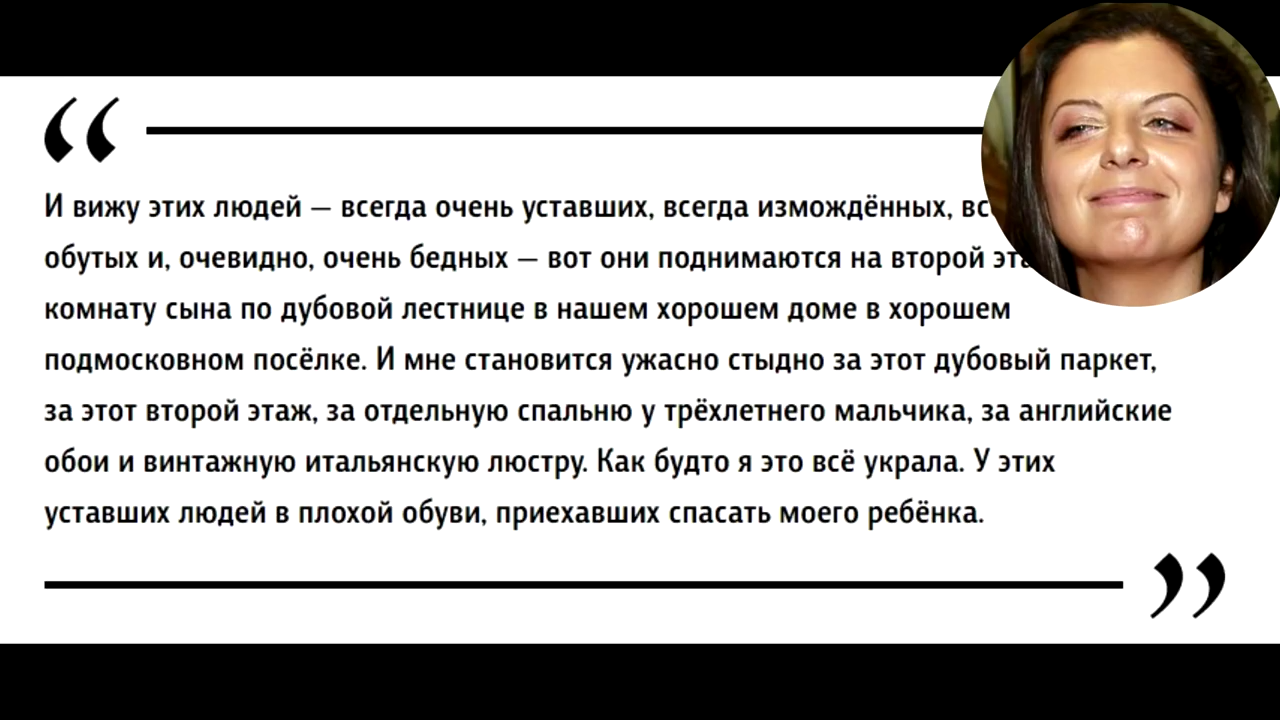 И вижу этих людей — всегда очень уставших, всегда измождённых,
обутых и, очевидно, очень бедных — вот они поднимаются на второй
комнату сына по дубовой лестнице в нашем хорошем доме в хорошем
подмосковном посёлке. И мне становится ужасно стыдно за этот дубовый паркет,
за этот второй этаж, за отдельную спальню у трёхлетнего мальчика, за английские
обои и винтажную итальянскую люстру. Как будто я это всё украла. У этих
уставших людей в плохой обуви, приехавших спасать моего ребёнка.